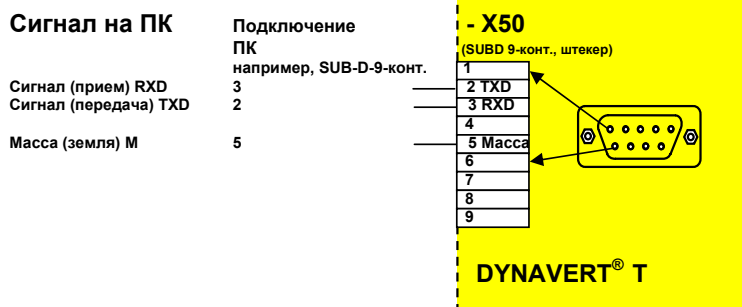 Сигнал на ПК Подключение - X50
ПК (SUBD 9-конт., штекер)
например, SUB-D-9-конт. 1
Сигнал (прием) RXD 3 2 TXD
Сигнал (передача) TXD 2 3 RXD
4
Масса (земля) M 5 5 Масса
6
7
8
9
DYNAVERT® T